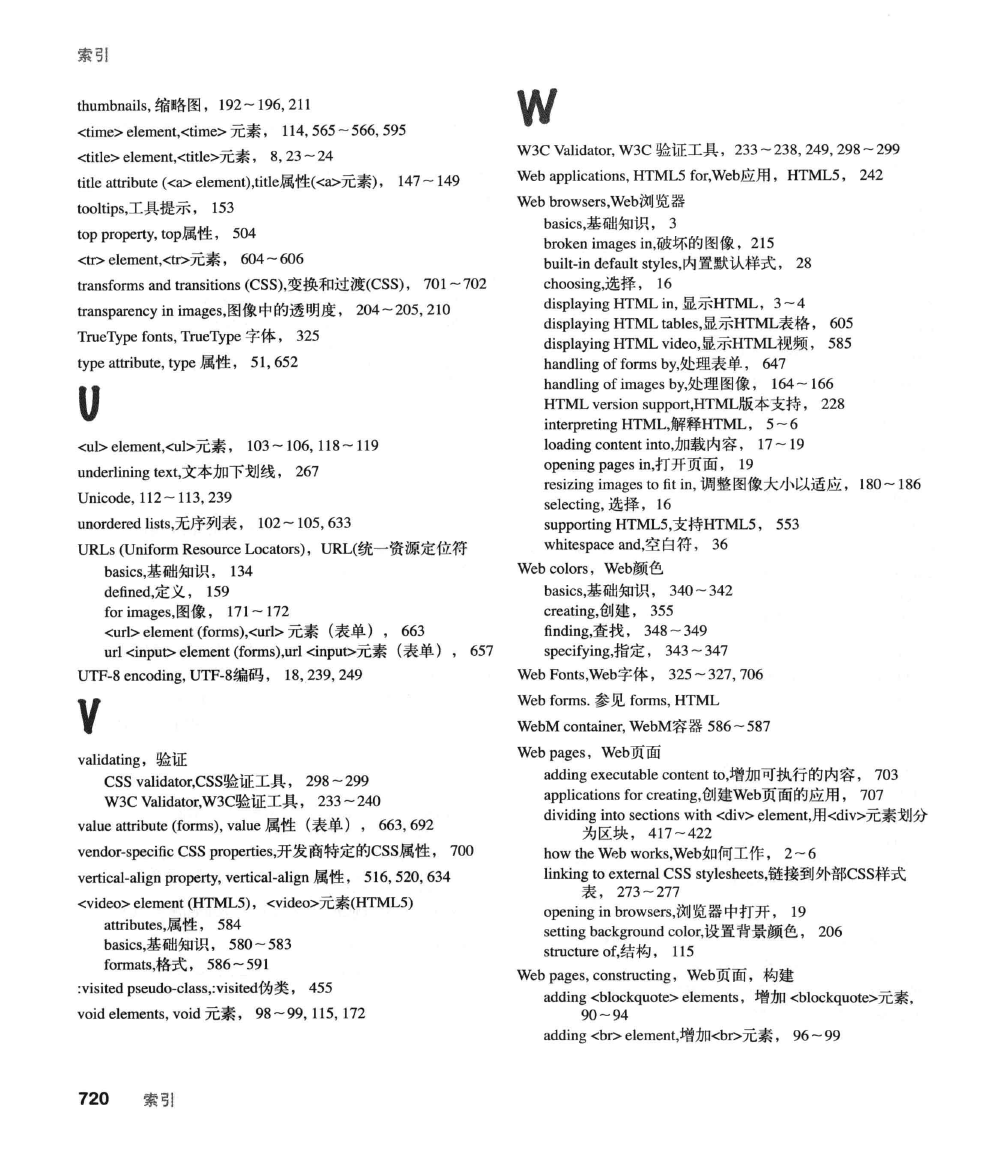 索引
thumbnails, 缩略图，192~196, 211
<time> element,<time> 元素， 114, 565~566, 595
<title> element,<title>元素， 8, 23~24
title attribute (<a> element),title属性(<a>元素)， 147~149
tooltips,工具提示， 153
top property, top属性， 504
<tr> element,<tr>元素， 604~606
transforms and transitions (CSS),变换和过渡(CSS)， 701~702
transparency in images,图像中的透明度， 204~205, 210
TrueType fonts, TrueType 字体， 325
type attribute, type 属性， 51, 652
U
<ul> element,<ul>元素， 103~106, 118~119
underlining text,文本加下划线， 267
Unicode, 112~113, 239
unordered lists,无序列表， 102~105, 633
URLs (Uniform Resource Locators)，URL(统一资源定位符
basics,基础知识， 134
defined,定义， 159
for images,图像， 171~172
<url> element (forms),<url> 元素（表单）， 663
url <input> element (forms),url <input>元素（表单）， 657
UTF-8 encoding, UTF-8编码， 18, 239, 249
V
validating，验证
CSS validator,CSS验证工具， 298~299
W3C Validator,W3C验证工具， 233~240
value attribute (forms), value 属性（表单）， 663, 692
vendor-specific CSS properties,开发商特定的CSS属性， 700
vertical-align property, vertical-align 属性， 516, 520, 634
<video> element (HTML5)，<video>元素(HTML5)
attributes,属性， 584
basics,基础知识， 580~583
formats,格式， 586~591
:visited pseudo-class,:visited伪类， 455
void elements, void 元素， 98~99, 115, 172
W
W3C Validator, W3C 验证工具，233~238, 249, 298~299
Web applications, HTML5 for,Web应用，HTML5， 242
Web browsers,Web浏览器
basics,基础知识， 3
broken images in,破坏的图像，215
built-in default styles,内置默认样式， 28
choosing,选择， 16
displaying HTML in, 显示HTML，3~4
displaying HTML tables,显示HTML表格， 605
displaying HTML video,显示HTML视频， 585
handling of forms by,处理表单， 647
handling of images by,处理图像， 164~166
HTML version support,HTML版本支持， 228
interpreting HTML,解释HTML， 5~6
loading content into,加载内容， 17~19
opening pages in,打开页面， 19
resizing images to fit in, 调整图像大小以适应，180~186
selecting, 选择，16
supporting HTML5,支持HTML5， 553
whitespace and,空白符， 36
Web colors，Web颜色
basics,基础知识， 340~342
creating,创建， 355
finding,查找， 348~349
specifying,指定， 343~347
Web Fonts,Web字体， 325~327, 706
Web forms. 参见 forms, HTML
WebM container, WebM容器 586~587
Web pages，Web页面
adding executable content to,增加可执行的内容， 703
applications for creating,创建Web页面的应用， 707
dividing into sections with <div> element,用<div>元素划分
为区块， 417~422
how the Web works,Web如何工作， 2~6
linking to external CSS stylesheets,链接到外部CSS样式
表， 273~277
opening in browsers,浏览器中打开， 19
setting background color,设置背景颜色， 206
structure of,结构， 115
Web pages, constructing，Web页面，构建
adding <blockquote> elements，增加 <blockquote>元素,
90~94
adding <br> element,增加<br>元素， 96~99
720 索引